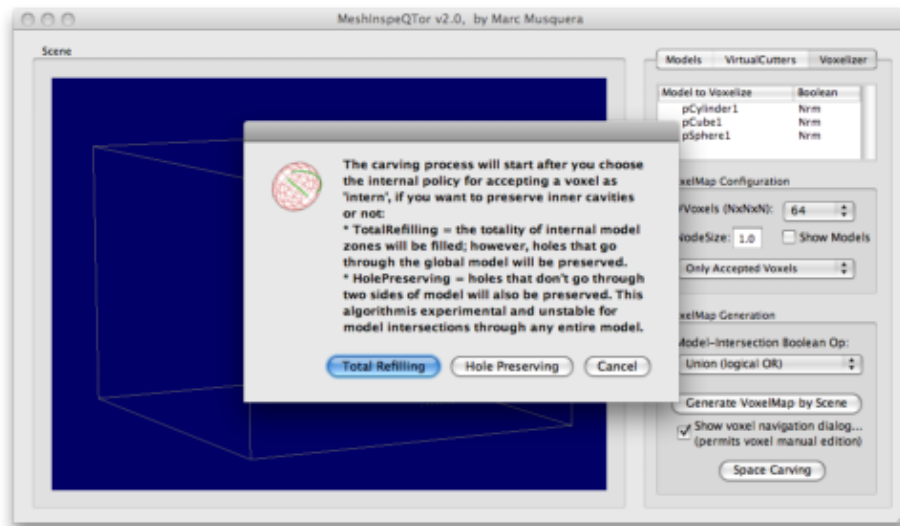 MeshInspeQTor v2.0, by Marc Musquera
Scene
Models VirtualCutters Voxelizer
Model to Voxelize Boolean
pCylinder1 Nrm
pCube1 Nrm
pSphere1 Nrm
The carving process will start after you choose
the internal policy for accepting a voxel as
'intern', if you want to preserve inner cavities
or not:
* TotalRefilling = the totality of internal model
zones will be filled; however, holes that go
through the global model will be preserved.
* HolePreserving = holes that don't go through
two sides of model will also be preserved. This
algorithmis experimental and unstable for
model intersections through any entire model.
Total Refilling Hole Preserving Cancel
Configuration
(NxNxN): 64
1.0 Show Models
Only Accepted Voxels
Generation
Model-Intersection Boolean Op:
Union (logical OR)
Generate VoxelMap by Scene
Show voxel navigation dialog...
(permits voxel manual edition)
Space Carving